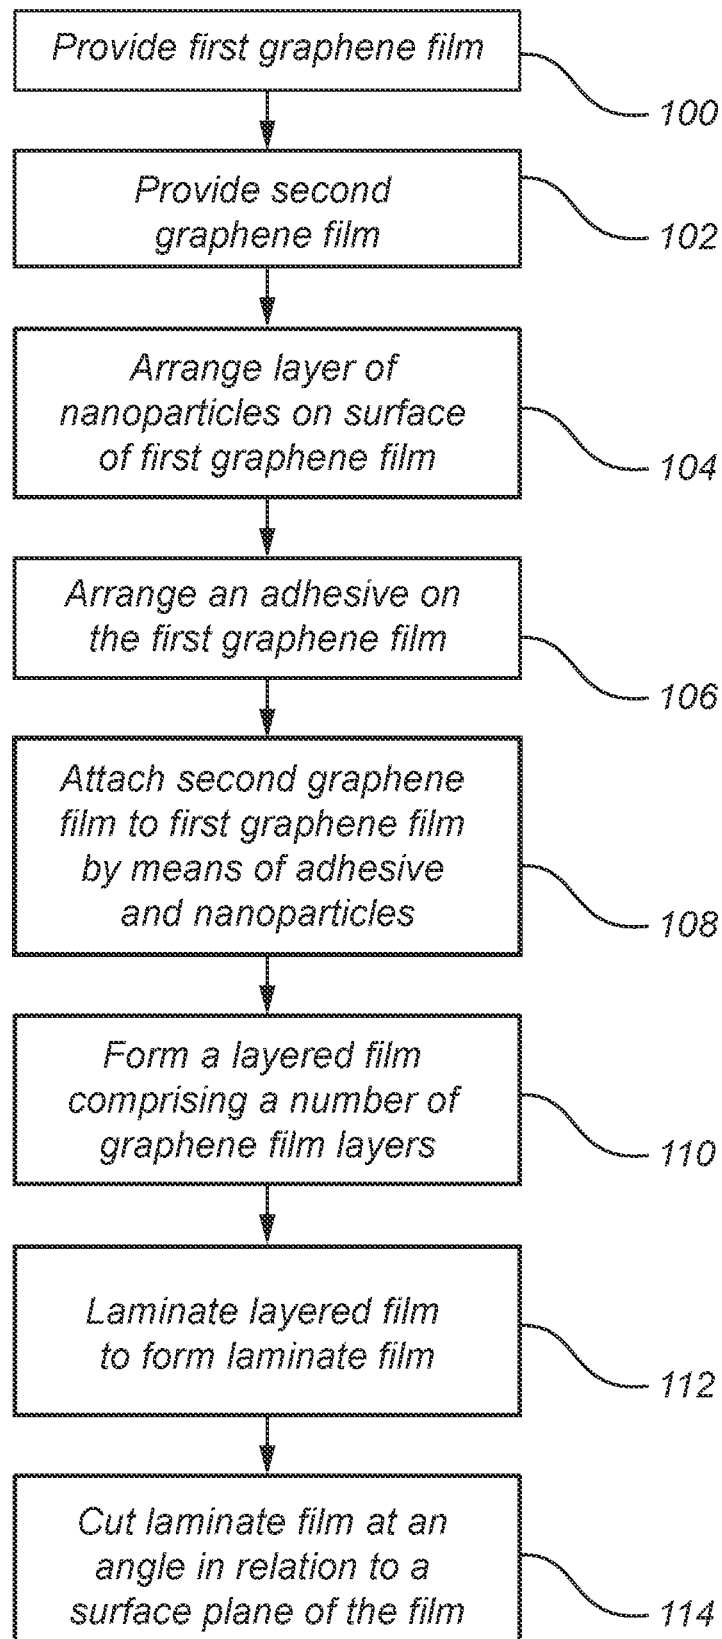 Provide first graphene film
100
Provide second
graphene film
102
Arrange layer of
nanoparticles on surface
of first graphene film
104
Arrange an adhesive on
the first graphene film
106
Attach second graphene
film to first graphene film
by means of adhesive
and nanoparticles
108
Form a layered film
comprising a number of
graphene film layers
110
Laminate layered film
to form laminate film
112
Cut laminate film at an
angle in relation to a
surface plane of the film
114